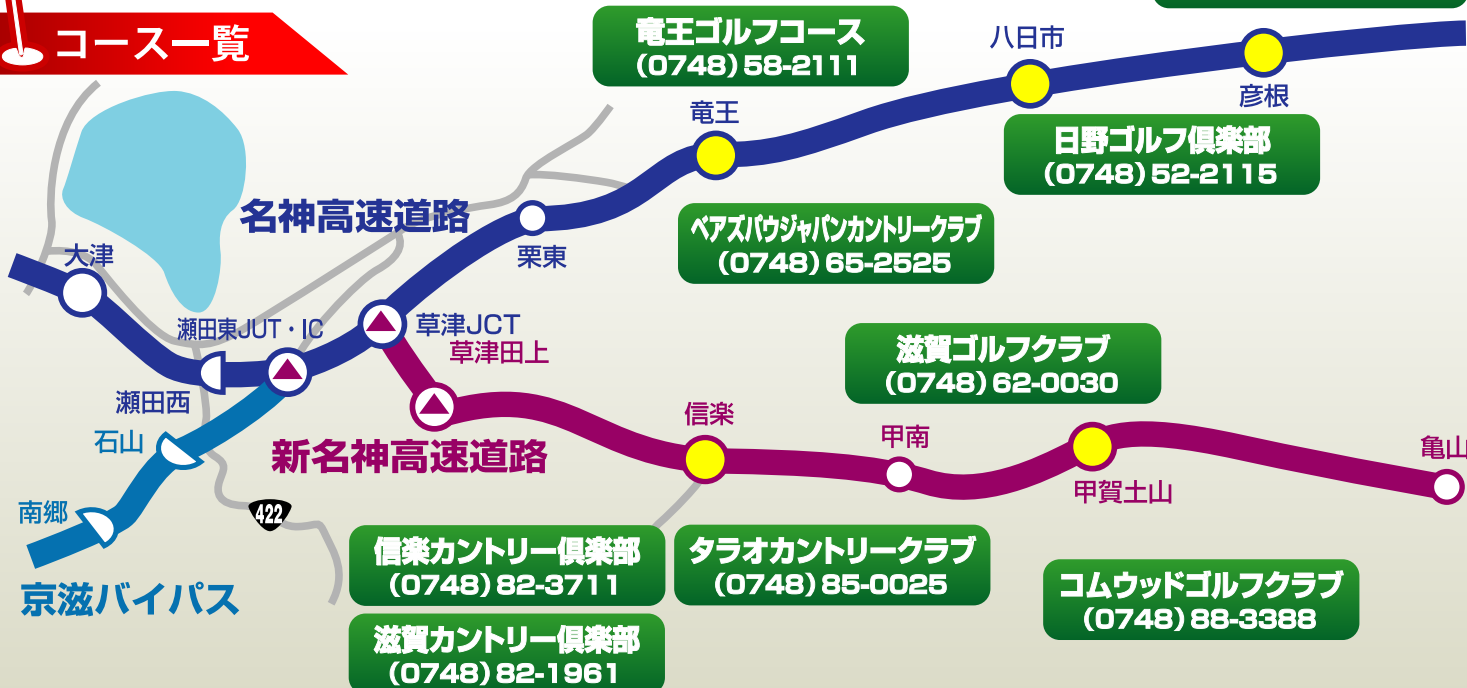 コース一覧
竜王ゴルフコース
(0748)58-2111
八日市
彦根
竜王
日野ゴルフ倶楽部
(0748)52-2115
名神高速道路
栗東
ベアズパウジャパンカントリークラブ
(0748)65-2525
大津
瀬田東JUT・IC
草津JCT
草津田上
滋賀ゴルフクラブ
(0748)62-0030
瀬田西
石山
新名神高速道路
信楽
甲南
甲賀土山
亀山
南郷
422
京滋バイパス
信楽カントリー倶楽部
(0748)82-3711
タラオカントリークラブ
(0748)85-0025
コムウッドゴルフクラブ
(0748)88-3388
滋賀カントリー倶楽部
(0748)82-1961